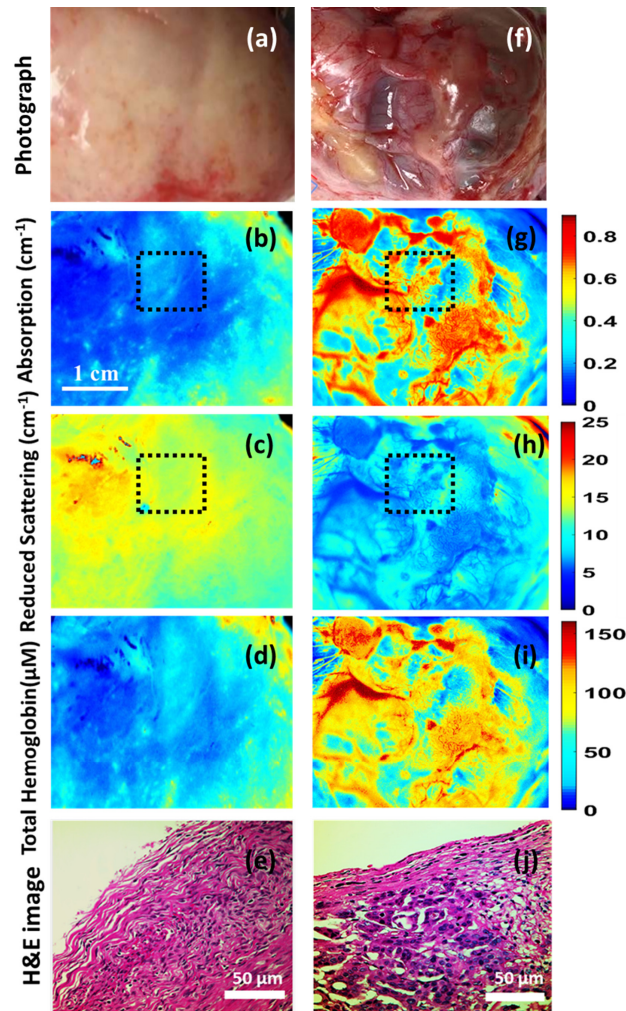 Photograph
(a)
(f)
Absorption (cm⁻¹)
(b)
1 cm
(g)
0.8
0.6
0.4
0.2
0
Reduced Scattering (cm⁻¹)
(c)
(h)
25
20
15
10
5
0
Total Hemoglobin(μM)
(d)
(i)
150
100
50
0
H&E image
(e)
50 μm
(j)
50 μm